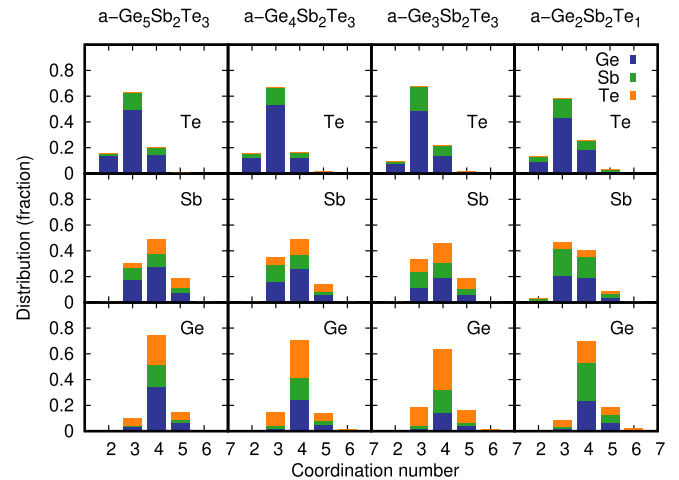 a−Ge₅Sb₂Te₃ a−Ge₄Sb₂Te₃ a−Ge₃Sb₂Te₃ a−Ge₂Sb₂Te₁
0.8
0.6
0.4
0.2
0
Ge
Sb
Te
Te Te Te Te
0.8
0.6
0.4
0.2
0
Sb Sb Sb Sb
0.8
0.6
0.4
0.2
0
Ge Ge Ge Ge
2 3 4 5 6 7 2 3 4 5 6 7 2 3 4 5 6 7 2 3 4 5 6 7
Coordination number
Distribution (fraction)